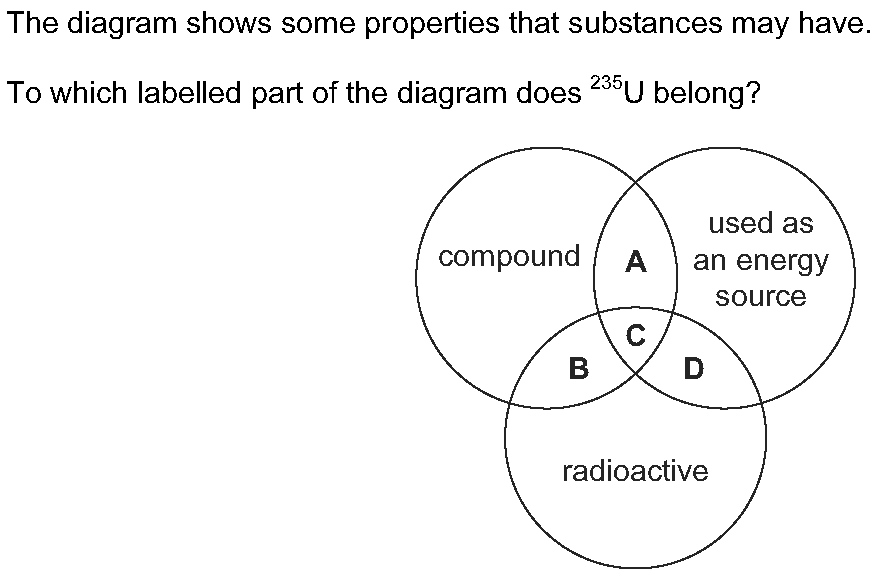 The diagram shows some properties that substances may have.
To which labelled part of the diagram does ²³⁵U belong?
compound
A
used as
an energy
source
C
B
D
radioactive